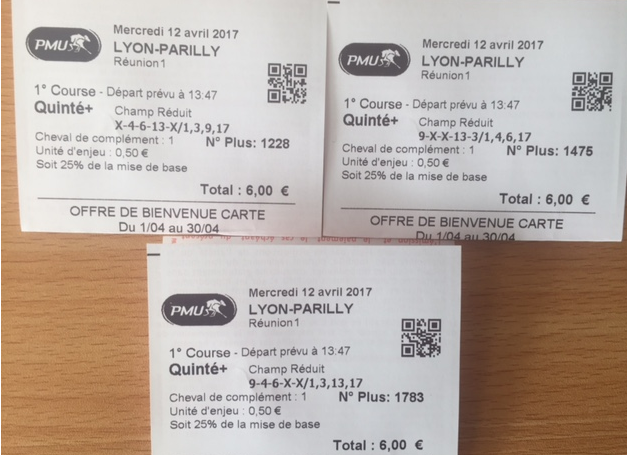 PMU
Mercredi 12 avril 2017
LYON-PARILLY
Réunion1
1° Course - Départ prévu à 13:47
Quinté+ Champ Réduit
X-4-6-13-X/1,3,9,17
Cheval de complément : 1 N° Plus: 1228
Unité d'enjeu : 0,50 €
Soit 25% de la mise de base
Total : 6,00 €
OFFRE DE BIENVENUE CARTE
Du 1/04 au 30/04
PMU
Mercredi 12 avril 2017
LYON-PARILLY
Réunion1
1° Course - Départ prévu à 13:47
Quinté+ Champ Réduit
9-X-X-13-3/1,4,6,17
Cheval de complément : 1 N° Plus: 1475
Unité d'enjeu : 0,50 €
Soit 25% de la mise de base
Total : 6,00 €
OFFRE DE BIENVENUE CARTE
Du 1/04 au 30/04
PMU
Mercredi 12 avril 2017
LYON-PARILLY
Réunion1
1° Course - Départ prévu à 13:47
Quinté+ Champ Réduit
9-4-6-X-X/1,3,13,17
Cheval de complément : 1 N° Plus: 1783
Unité d'enjeu : 0,50 €
Soit 25% de la mise de base
Total : 6,00 €